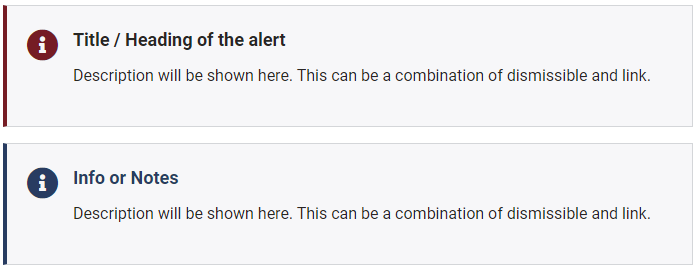 Title / Heading of the alert
Description will be shown here. This can be a combination of dismissible and link.
Info or Notes
Description will be shown here. This can be a combination of dismissible and link.